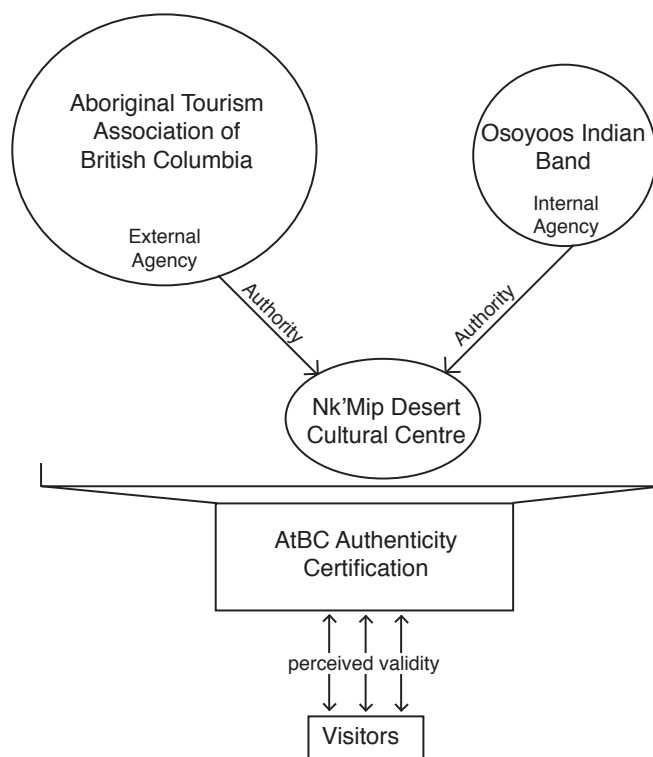 Aboriginal Tourism
Association of
British Columbia
External
Agency
Osoyoos Indian
Band
Internal
Agency
Authority
Authority
Nk'Mip Desert
Cultural Centre
AtBC Authenticity
Certification
perceived validity
Visitors